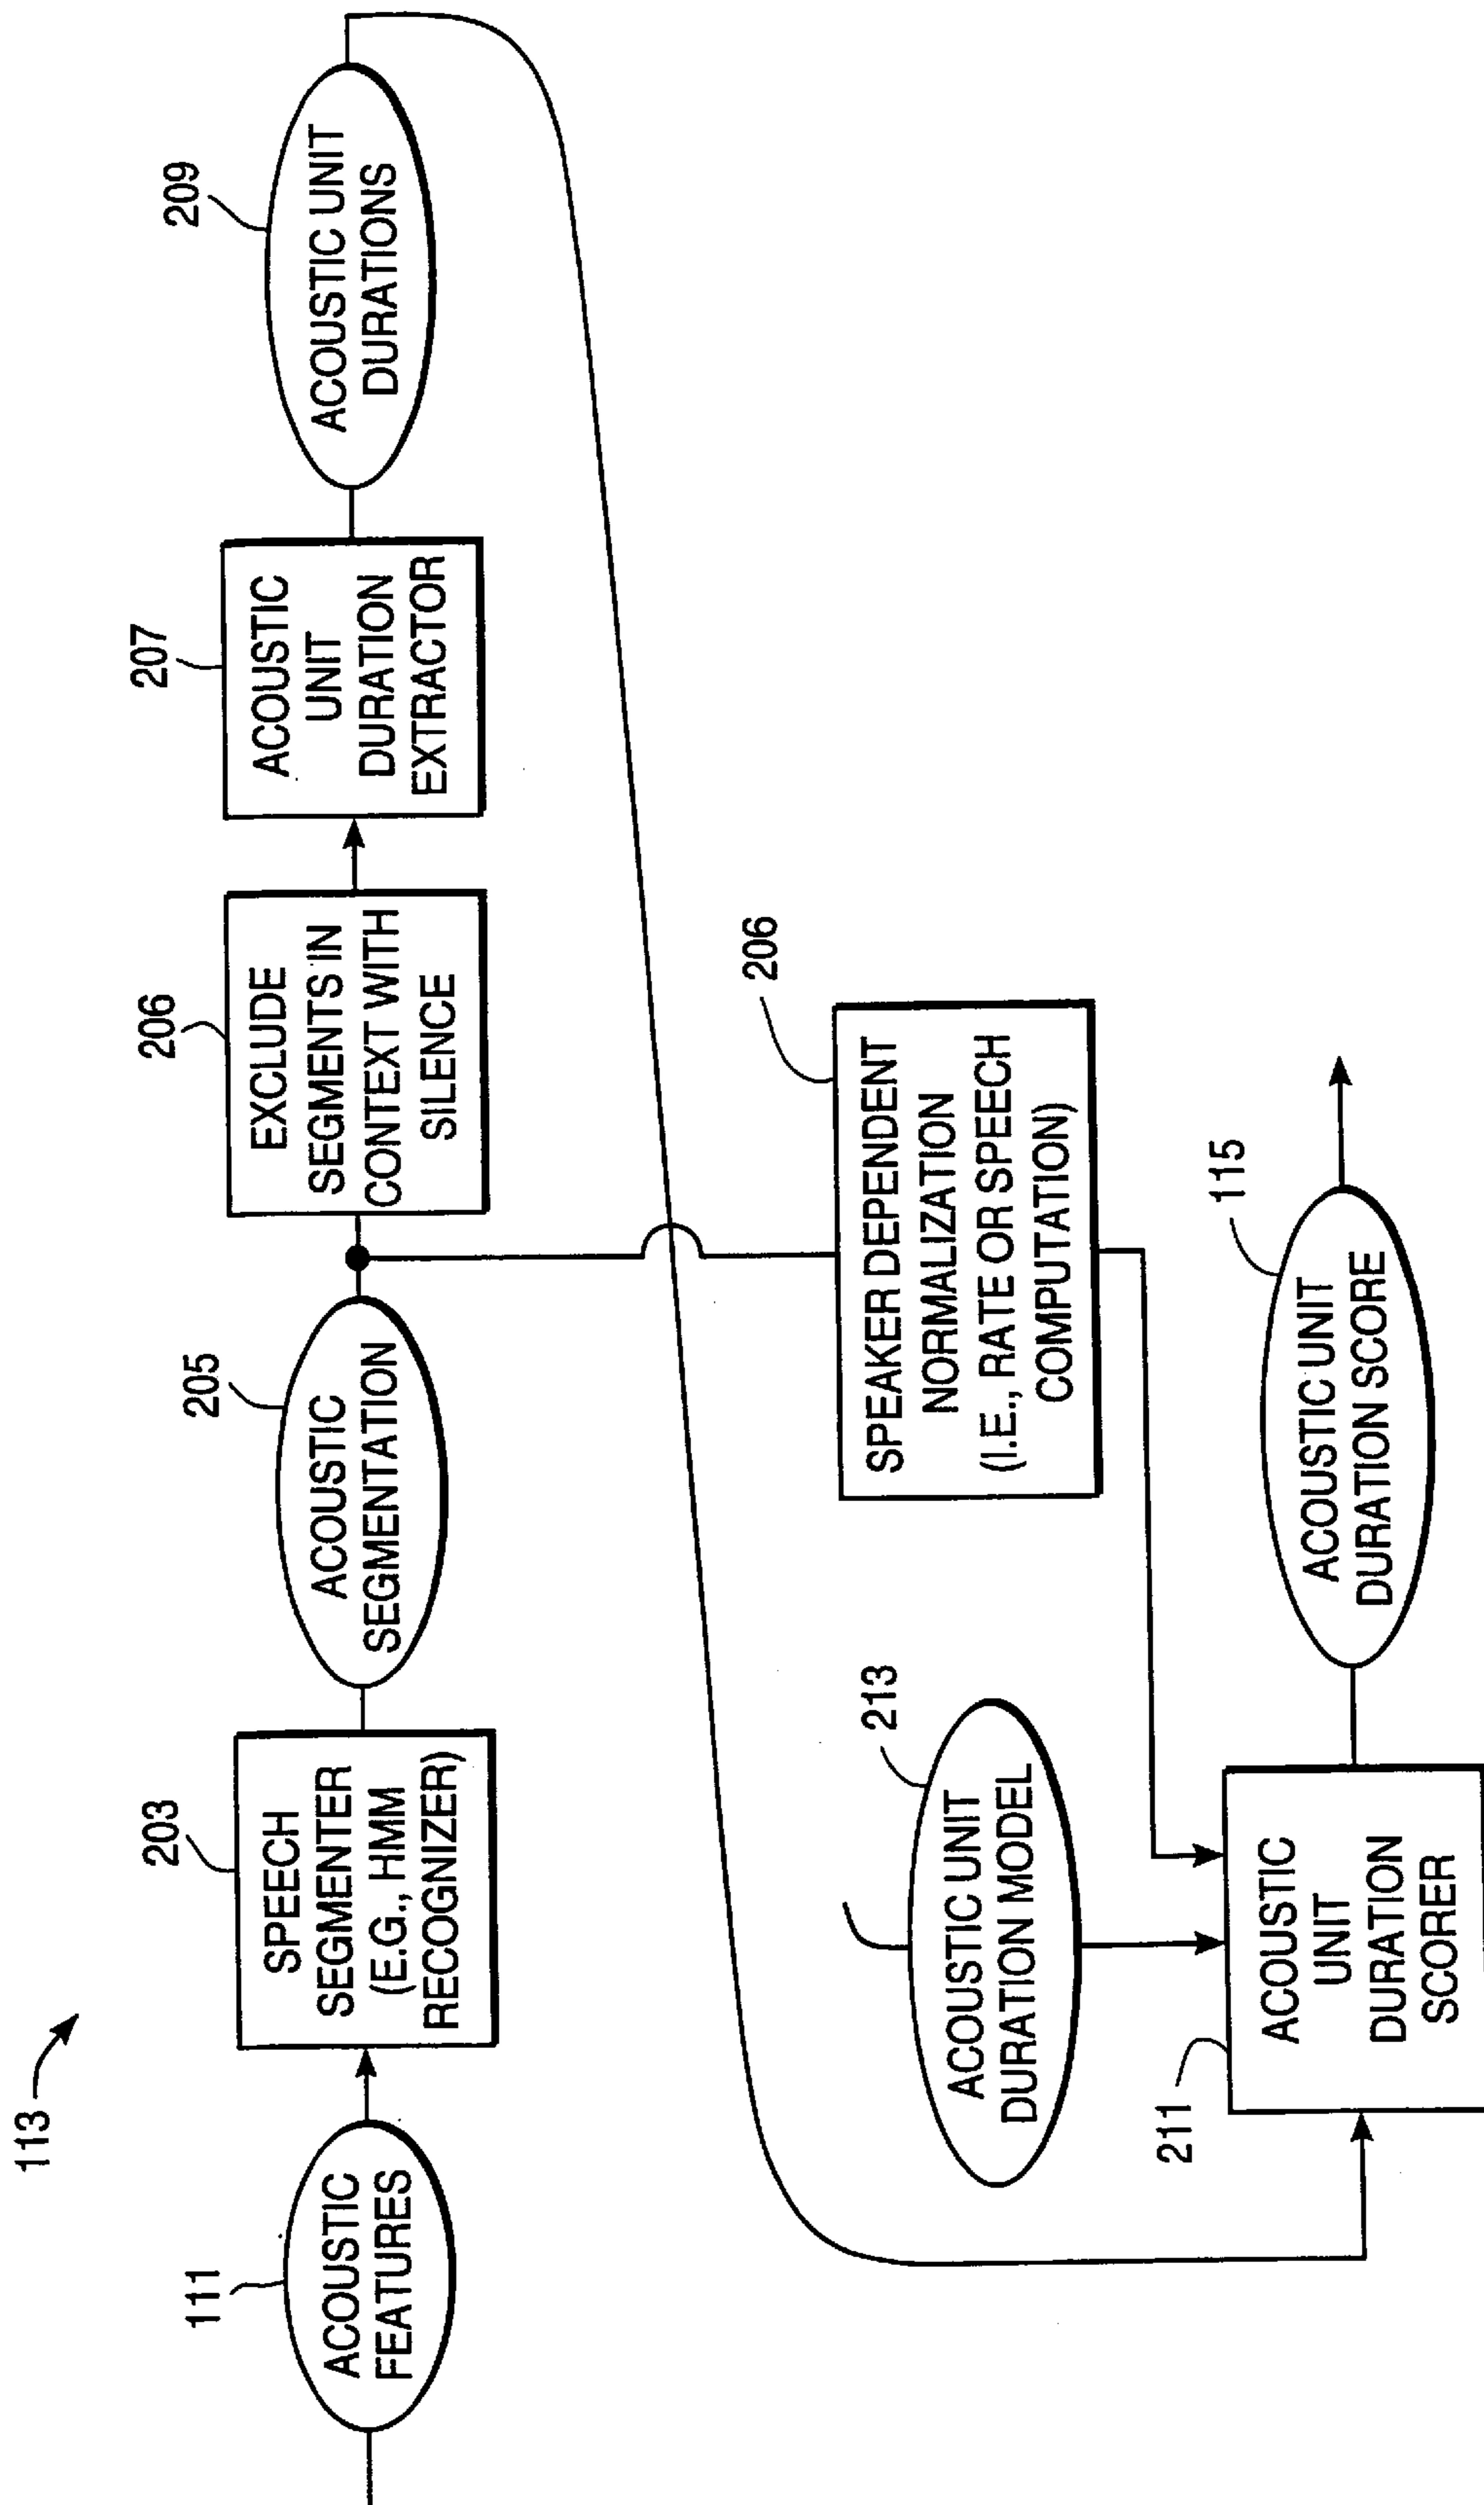 113
111
ACOUSTIC
FEATURES
203
SPEECH
SEGMENTER
(E.G., HMM
RECOGNIZER)
205
ACOUSTIC
SEGMENTATION
206
EXCLUDE
SEGMENTS IN
CONTEXT WITH
SILENCE
207
ACOUSTIC
UNIT
DURATION
EXTRACTOR
209
ACOUSTIC UNIT
DURATIONS
213
ACOUSTIC UNIT
DURATION MODEL
206
SPEAKER DEPENDENT
NORMALIZATION
(I.E., RATE OR SPEECH
COMPUTATION)
211
ACOUSTIC
UNIT
DURATION
SCORER
115
ACOUSTIC UNIT
DURATION SCORE